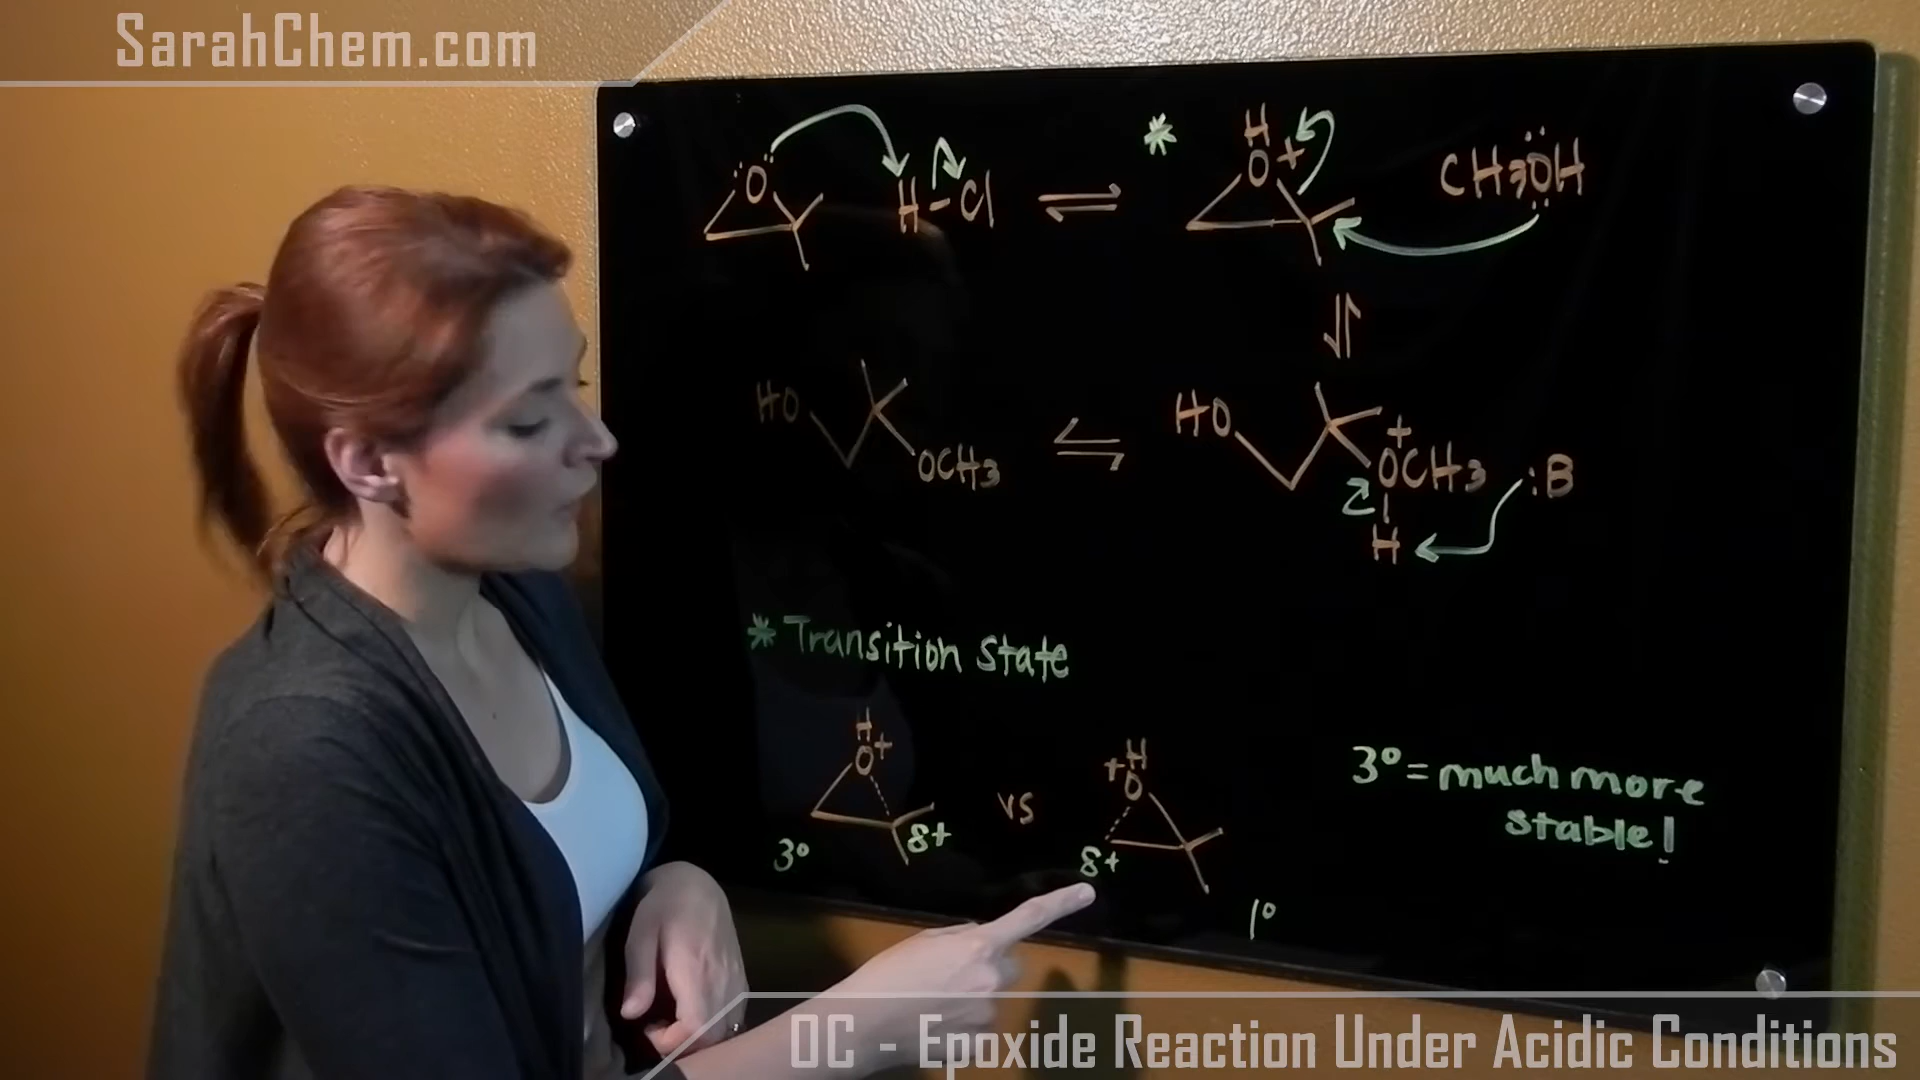 SarahChem.com
:O:
H-Cl
*
H
O+
CH3OH
HO
OCH3
HO
+
OCH3
:B
H
* Transition State
H
O+
3°
δ+
vs
H
+O
δ+
1°
3° = much more
stable!
OC - Epoxide Reaction Under Acidic Conditions